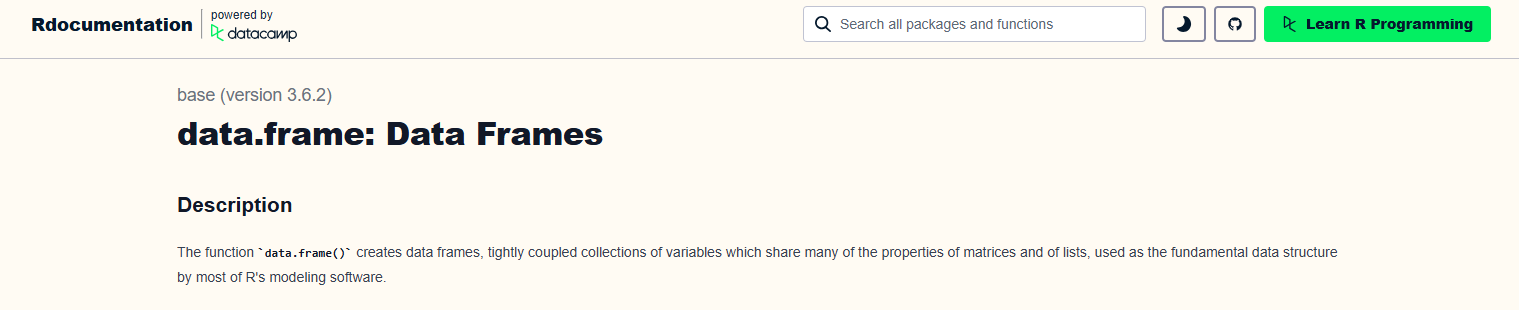 Rdocumentation
powered by
datacamp
Search all packages and functions
Learn R Programming
base (version 3.6.2)
data.frame: Data Frames
Description
The function `data.frame()` creates data frames, tightly coupled collections of variables which share many of the properties of matrices and of lists, used as the fundamental data structure
by most of R's modeling software.